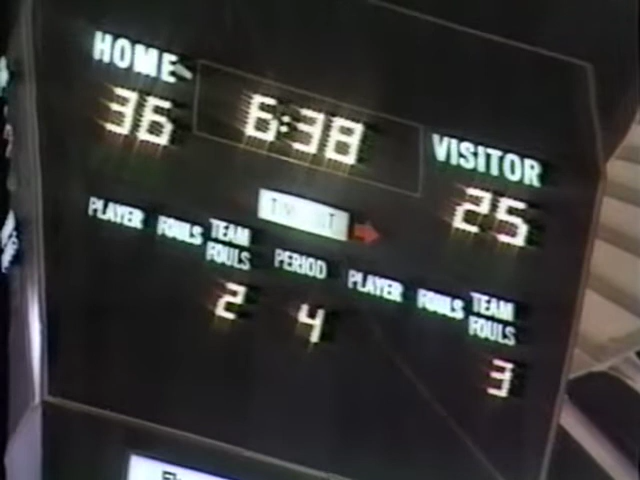 HOME
36
6:38
VISITOR
25
PLAYER FOULS TEAM FOULS
PERIOD
PLAYER FOULS TEAM FOULS
2
4
3